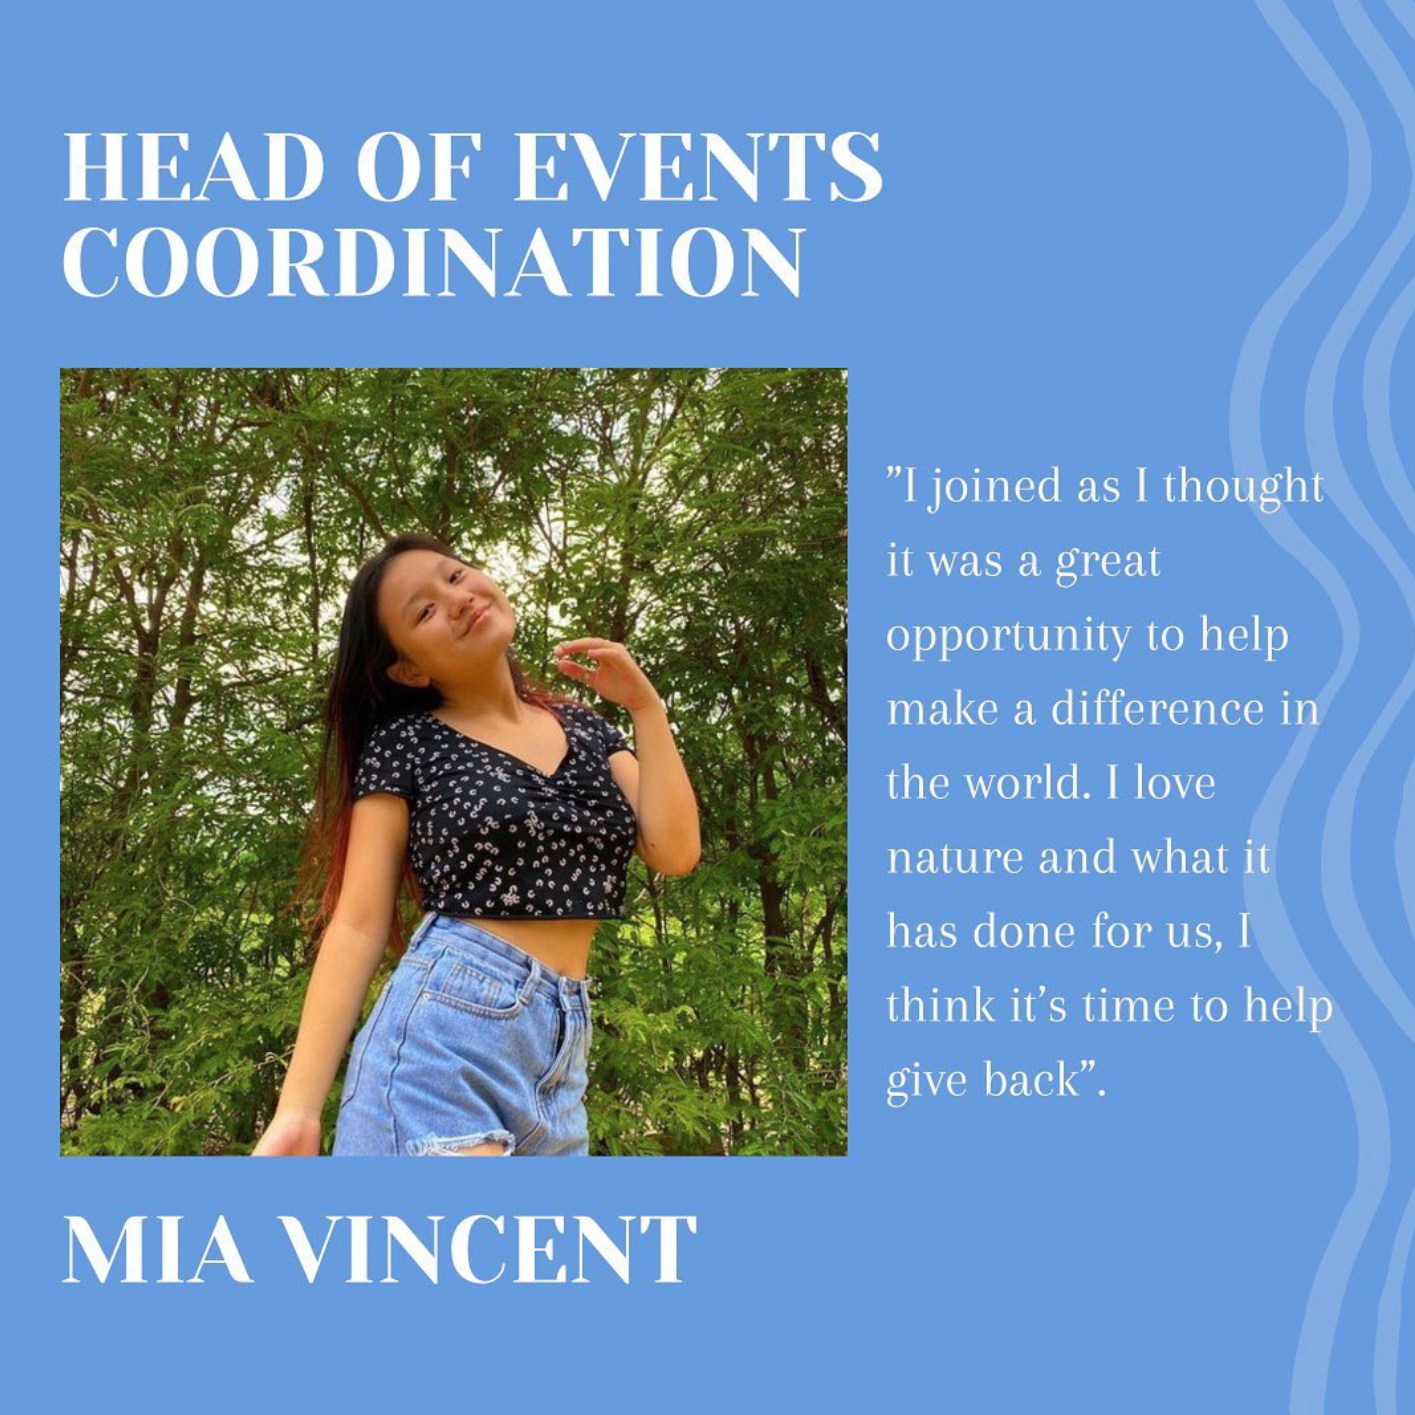 HEAD OF EVENTS
COORDINATION
”I joined as I thought
it was a great
opportunity to help
make a difference in
the world. I love
nature and what it
has done for us, I
think it’s time to help
give back”.
MIA VINCENT